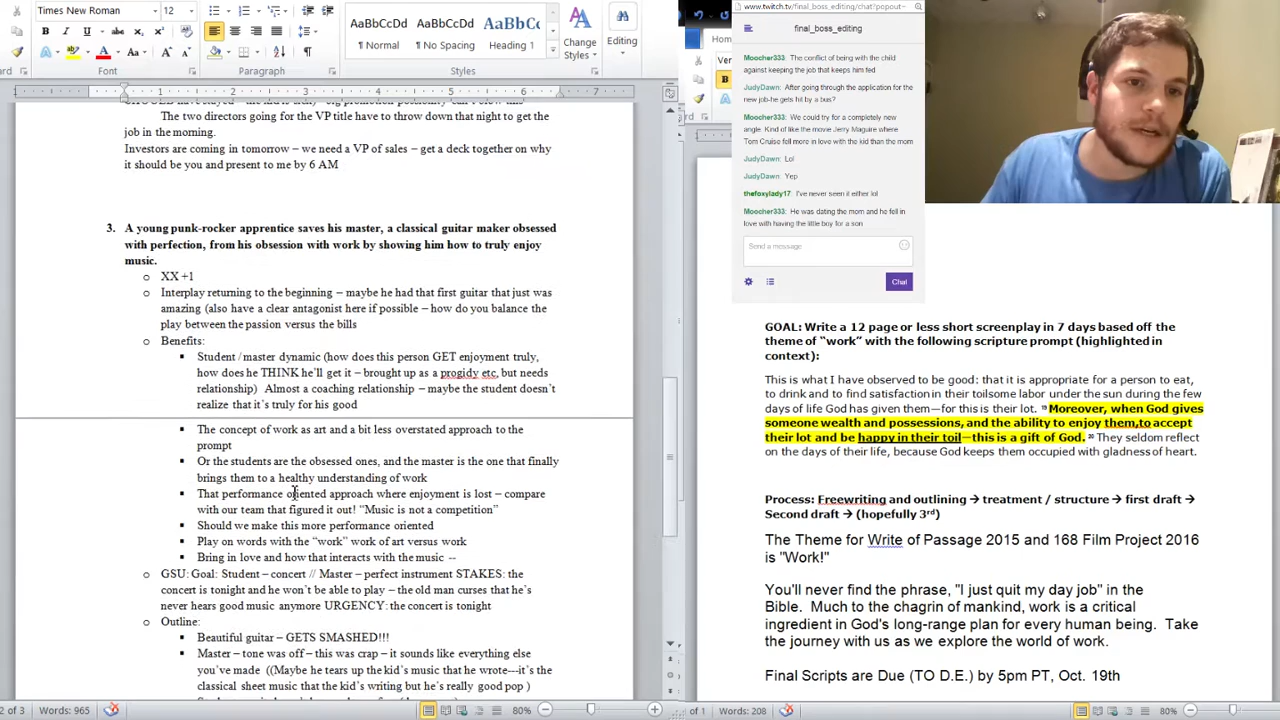 Times New Roman
12
B
AaBbCcDd AaBbCcDd AaBbCc
¶ Normal ¶ No Spacing Heading 1
Change Styles
Editing
Font
Paragraph
Styles
The two directors going for the VP title have to throw down that night to get the
job in the morning.
Investors are coming in tomorrow – we need a VP of sales – get a deck together on why
it should be you and present to me by 6 AM
3. A young punk-rocker apprentice saves his master, a classical guitar maker obsessed
with perfection, from his obsession with work by showing him how to truly enjoy
music.
o XX +1
o Interplay returning to the beginning – maybe he had that first guitar that just was
amazing (also have a clear antagonist here if possible – how do you balance the
play between the passion versus the bills
o Benefits:
▪ Student / master dynamic (how does this person GET enjoyment truly,
how does he THINK he'll get it – brought up as a progidy etc, but needs
relationship) Almost a coaching relationship – maybe the student doesn't
realize that it's truly for his good
▪ The concept of work as art and a bit less overstated approach to the
prompt
▪ Or the students are the obsessed ones, and the master is the one that finally
brings them to a healthy understanding of work
▪ That performance oriented approach where enjoyment is lost – compare
with our team that figured it out! "Music is not a competition"
▪ Should we make this more performance oriented
▪ Play on words with the "work" work of art versus work
▪ Bring in love and how that interacts with the music --
o GSU: Goal: Student – concert // Master – perfect instrument STAKES: the
concert is tonight and he won't be able to play – the old man curses that he's
never hears good music anymore URGENCY: the concert is tonight
o Outline:
▪ Beautiful guitar – GETS SMASHED!!!
▪ Master – tone was off – this was crap – it sounds like everything else
you've made ((Maybe he tears up the kid's music that he wrote---it's the
classical sheet music that the kid's writing but he's really good pop )
2 of 3 Words: 965
80%
www.twitch.tv/final_boss_editing/chat?popout=
final_boss_editing
Moocher333: The conflict of being with the child
against keeping the job that keeps him fed
JudyDawn: After going through the application for the
new job-he gets hit by a bus?
Moocher333: We could try for a completely new
angle. Kind of like the movie Jerry Maguire where
Tom Cruise fell more in love with the kid than the mom
JudyDawn: Lol
JudyDawn: Yep
thefoxylady17: I've never seen it either lol
Moocher333: He was dating the mom and he fell in
love with having the little boy for a son
Send a message
Chat
GOAL: Write a 12 page or less short screenplay in 7 days based off the
theme of "work" with the following scripture prompt (highlighted in
context):
This is what I have observed to be good: that it is appropriate for a person to eat,
to drink and to find satisfaction in their toilsome labor under the sun during the few
days of life God has given them—for this is their lot. 19 Moreover, when God gives
someone wealth and possessions, and the ability to enjoy them,to accept
their lot and be happy in their toil—this is a gift of God. 20 They seldom reflect
on the days of their life, because God keeps them occupied with gladness of heart.
Process: Freewriting and outlining → treatment / structure → first draft →
Second draft → (hopefully 3rd)
The Theme for Write of Passage 2015 and 168 Film Project 2016
is "Work!"
You'll never find the phrase, "I just quit my day job" in the
Bible. Much to the chagrin of mankind, work is a critical
ingredient in God's long-range plan for every human being. Take
the journey with us as we explore the world of work.
Final Scripts are Due (TO D.E.) by 5pm PT, Oct. 19th
of 1 Words: 208
80%